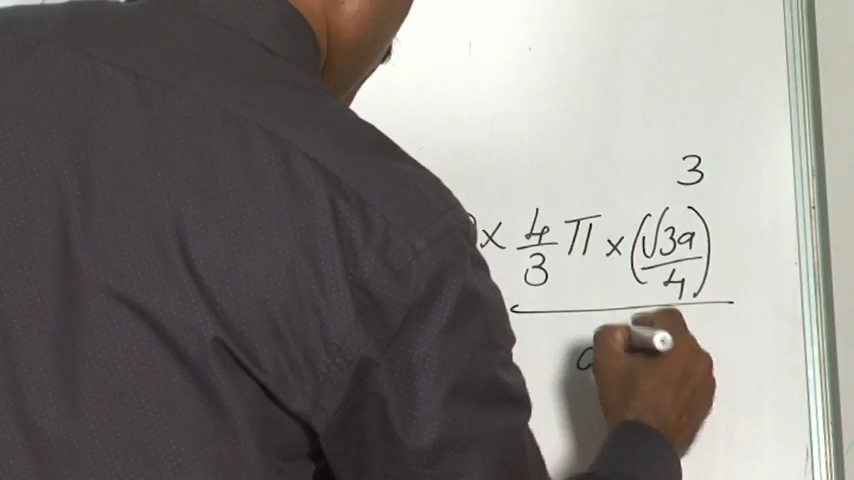 × 4/3 π × (√3a/4)³
a